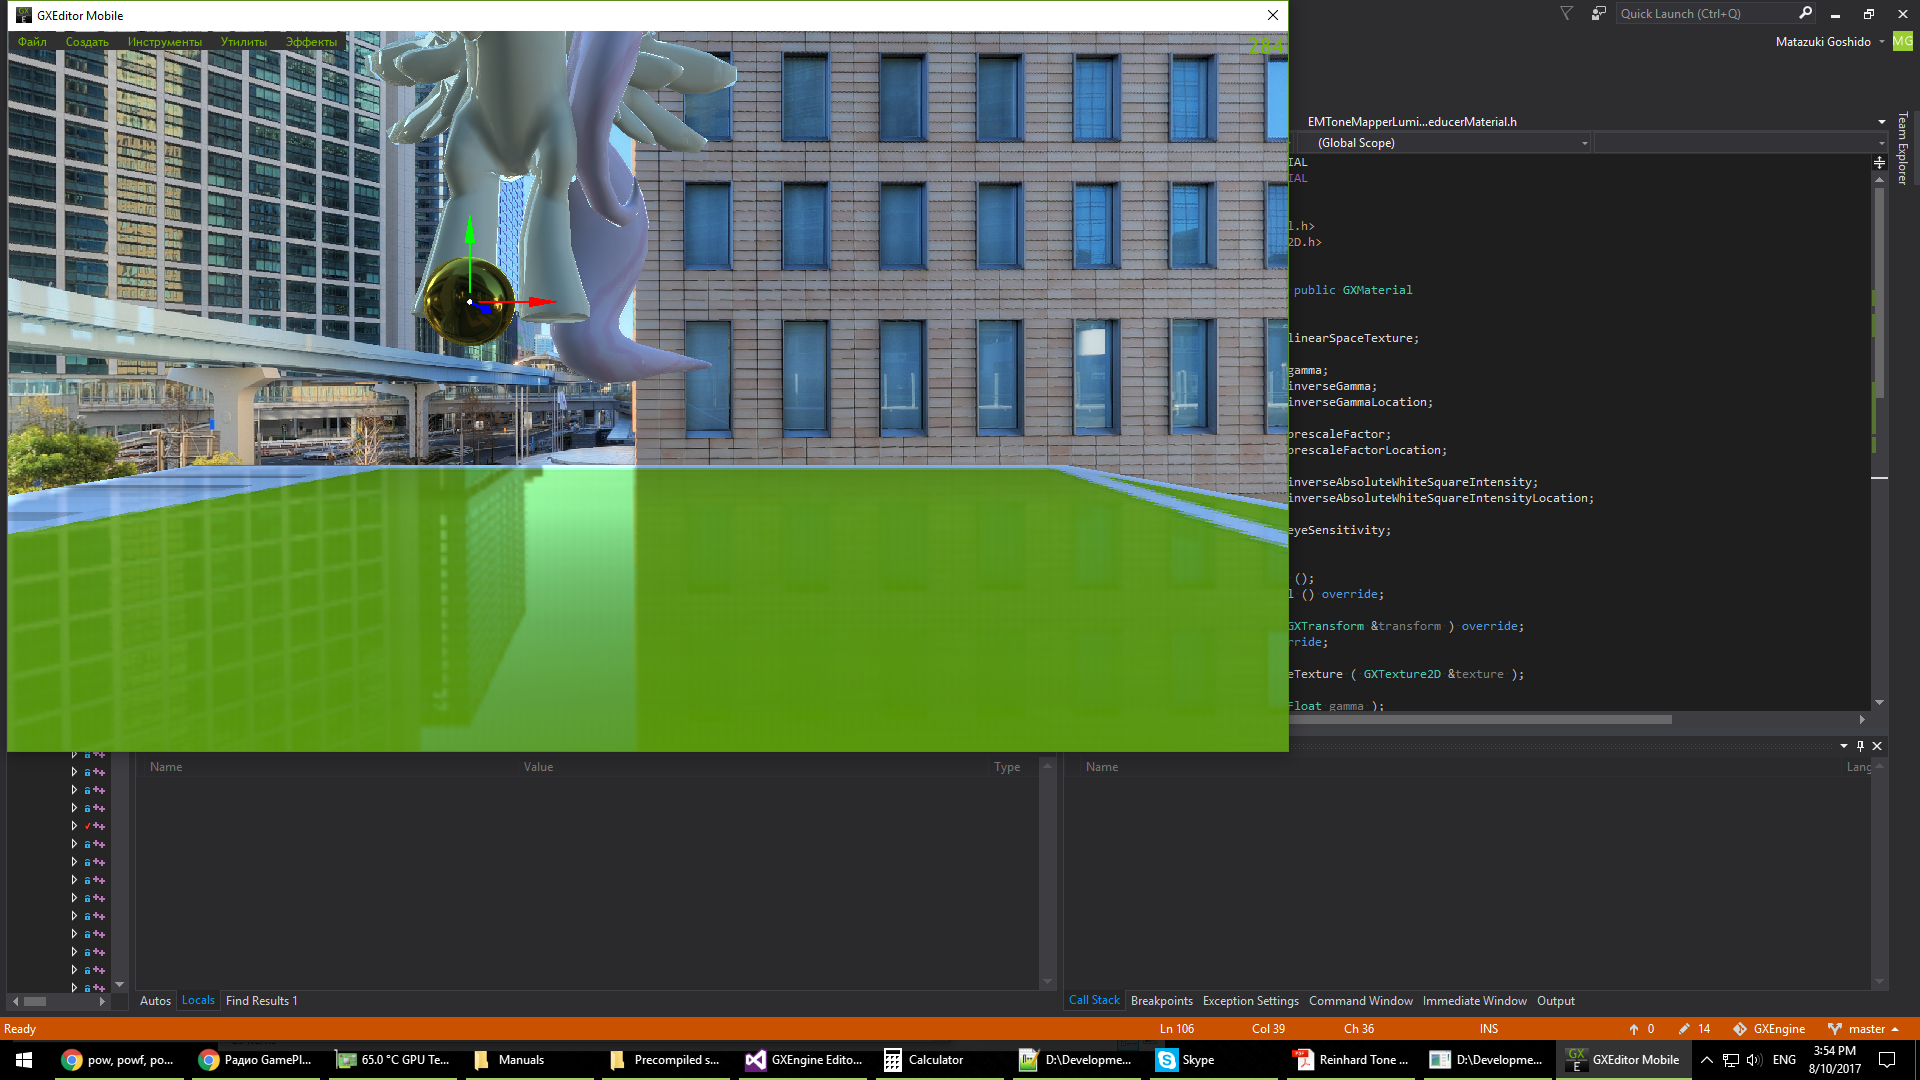 GXEditor Mobile
Файл Создать Инструменты Утилиты Эффекты
284
Quick Launch (Ctrl+Q)
Matazuki Goshido
MG
EMToneMapperLumi...educerMaterial.h
(Global Scope)
Team Explorer
IAL
IAL
l.h>
2D.h>
public GXMaterial
linearSpaceTexture;
gamma;
inverseGamma;
inverseGammaLocation;
prescaleFactor;
prescaleFactorLocation;
inverseAbsoluteWhiteSquareIntensity;
inverseAbsoluteWhiteSquareIntensityLocation;
eyeSensitivity;
();
l () override;
GXTransform &transform ) override;
rride;
eTexture ( GXTexture2D &texture );
Float gamma );
Name Value Type
Name Lang
Autos Locals Find Results 1
Call Stack Breakpoints Exception Settings Command Window Immediate Window Output
Ready Ln 106 Col 39 Ch 36 INS 0 14 GXEngine master
pow, powf, po... Радио GamePl... 65.0 °C GPU Te... Manuals Precompiled s... GXEngine Edito... Calculator D:\Developme... Skype Reinhard Tone ... D:\Developme... GXEditor Mobile ENG
3:54 PM
8/10/2017